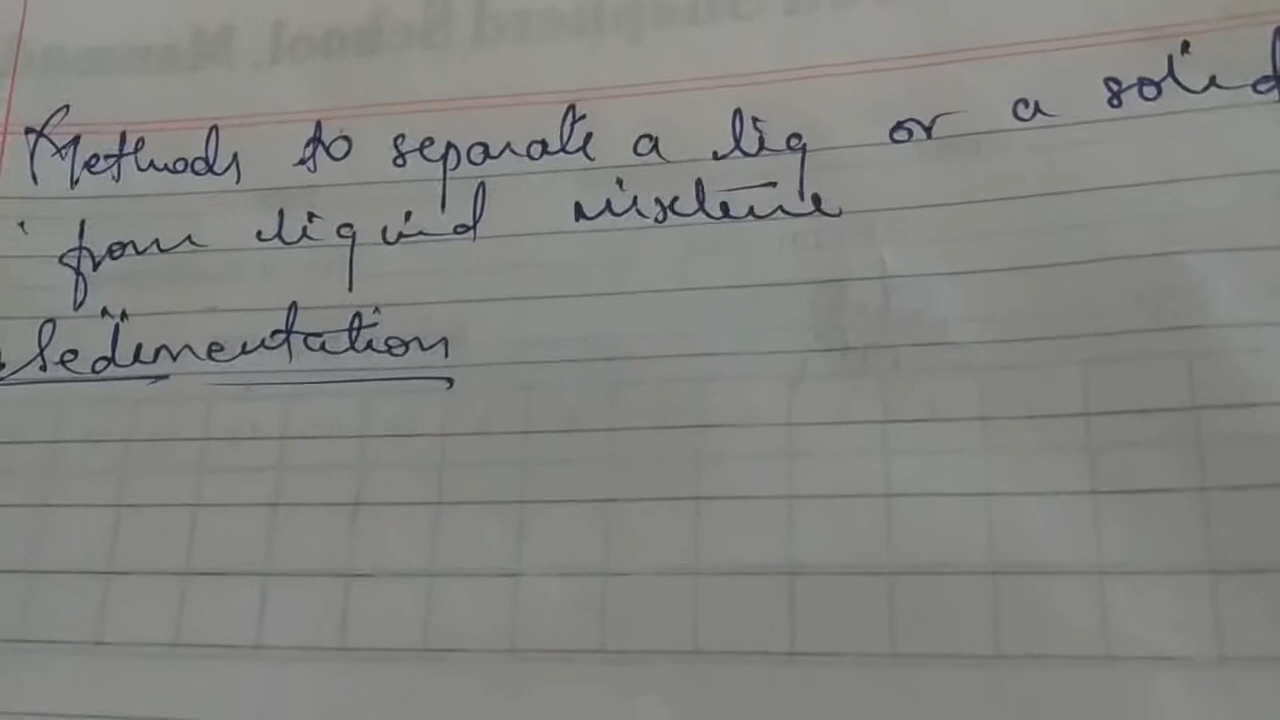 Methods to separate a liq or a solid
from liquid mixture
Sedimentation